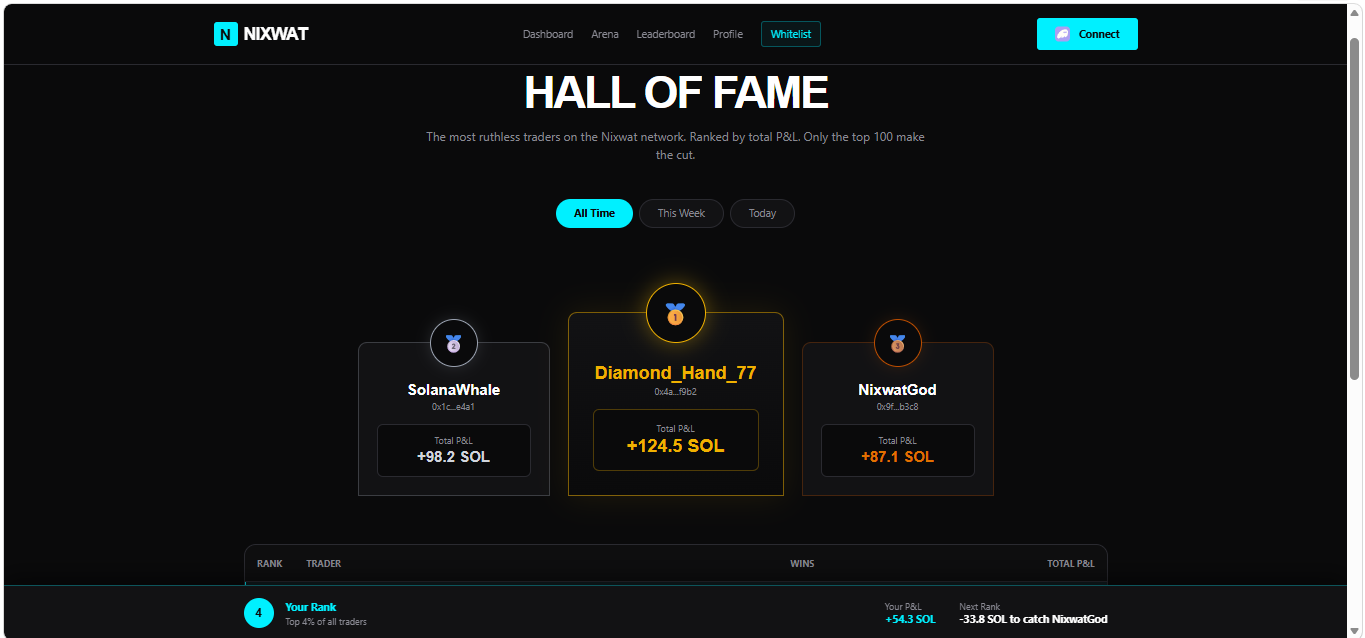 N NIXWAT
Dashboard Arena Leaderboard Profile Whitelist
Connect
HALL OF FAME
The most ruthless traders on the Nixwat network. Ranked by total P&L. Only the top 100 make
the cut.
All Time This Week Today
2
SolanaWhale
0x1c...e4a1
Total P&L
+98.2 SOL
1
Diamond_Hand_77
0x4a...f9b2
Total P&L
+124.5 SOL
3
NixwatGod
0x9f...b3c8
Total P&L
+87.1 SOL
RANK TRADER WINS TOTAL P&L
4
Your Rank
Top 4% of all traders
Your P&L
+54.3 SOL
Next Rank
-33.8 SOL to catch NixwatGod